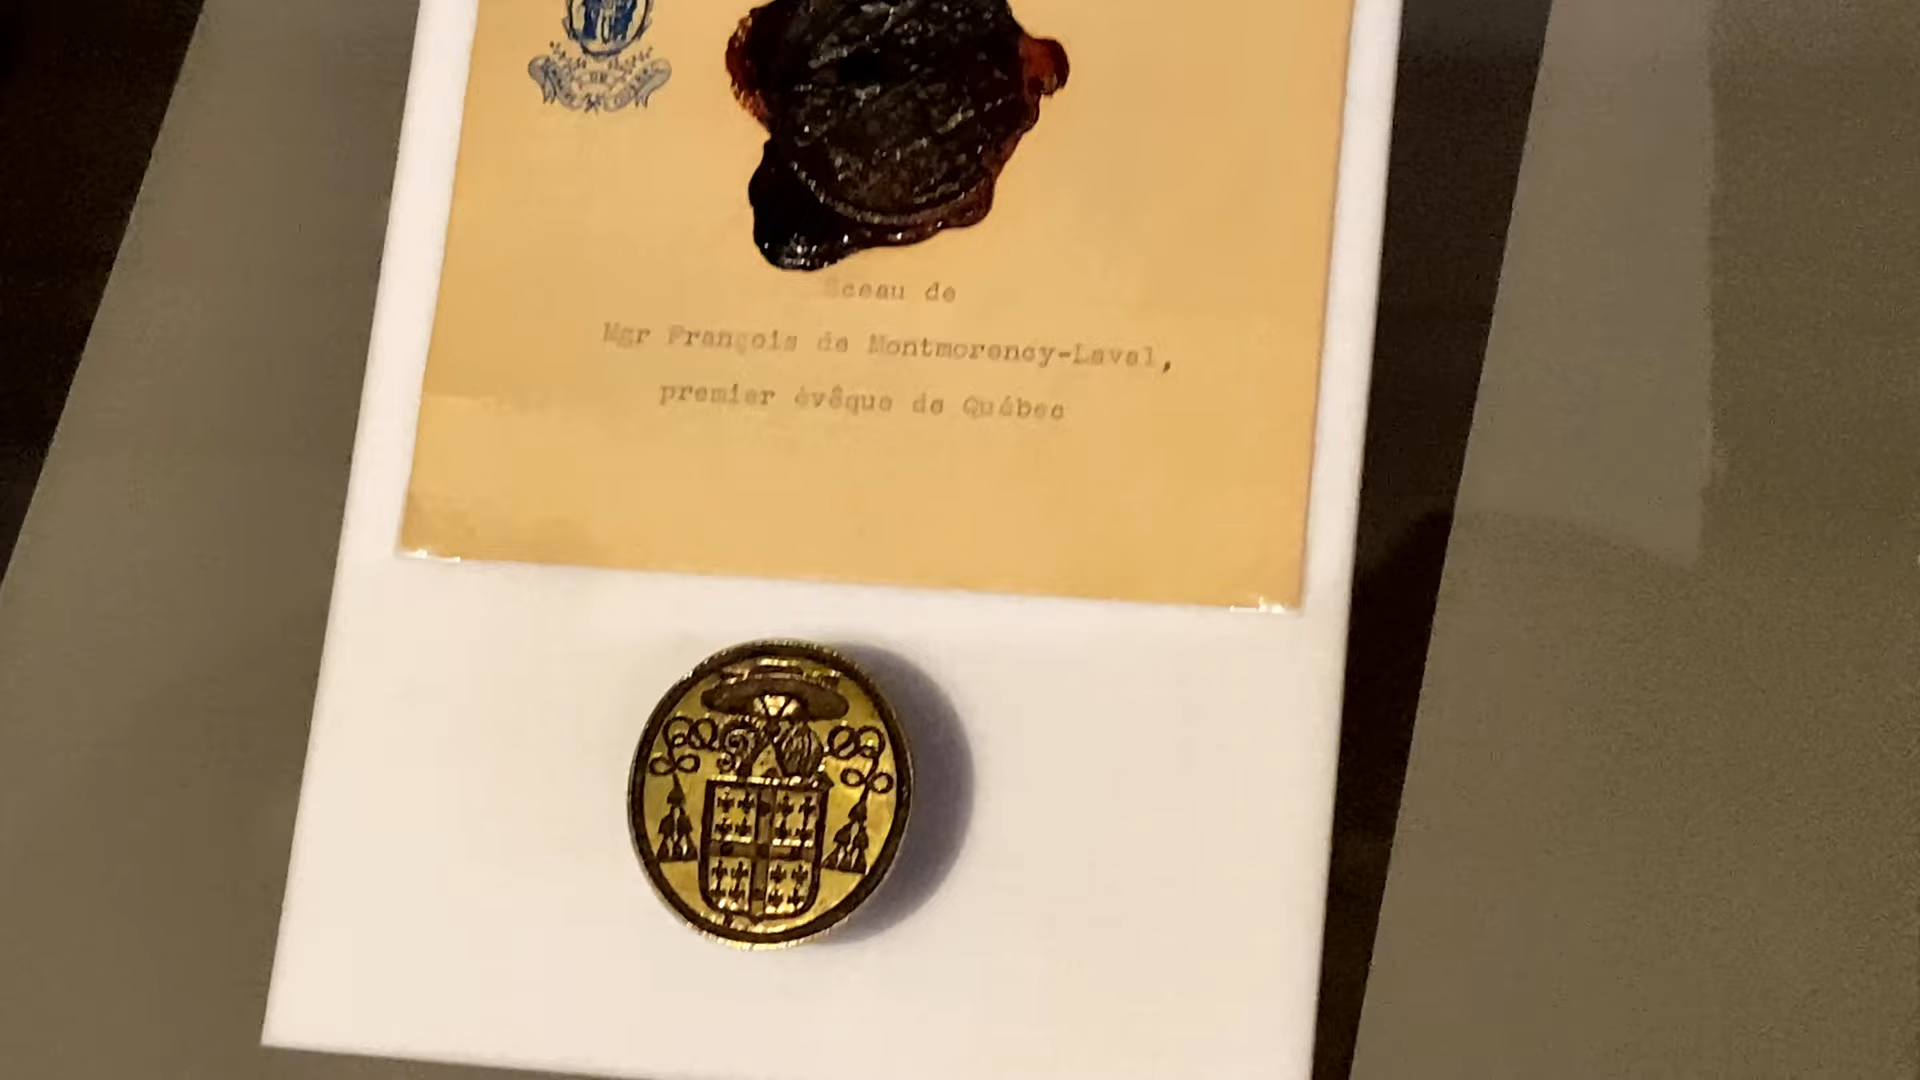 Sceau de
Mgr François de Montmorency-Laval,
premier évêque de Québec